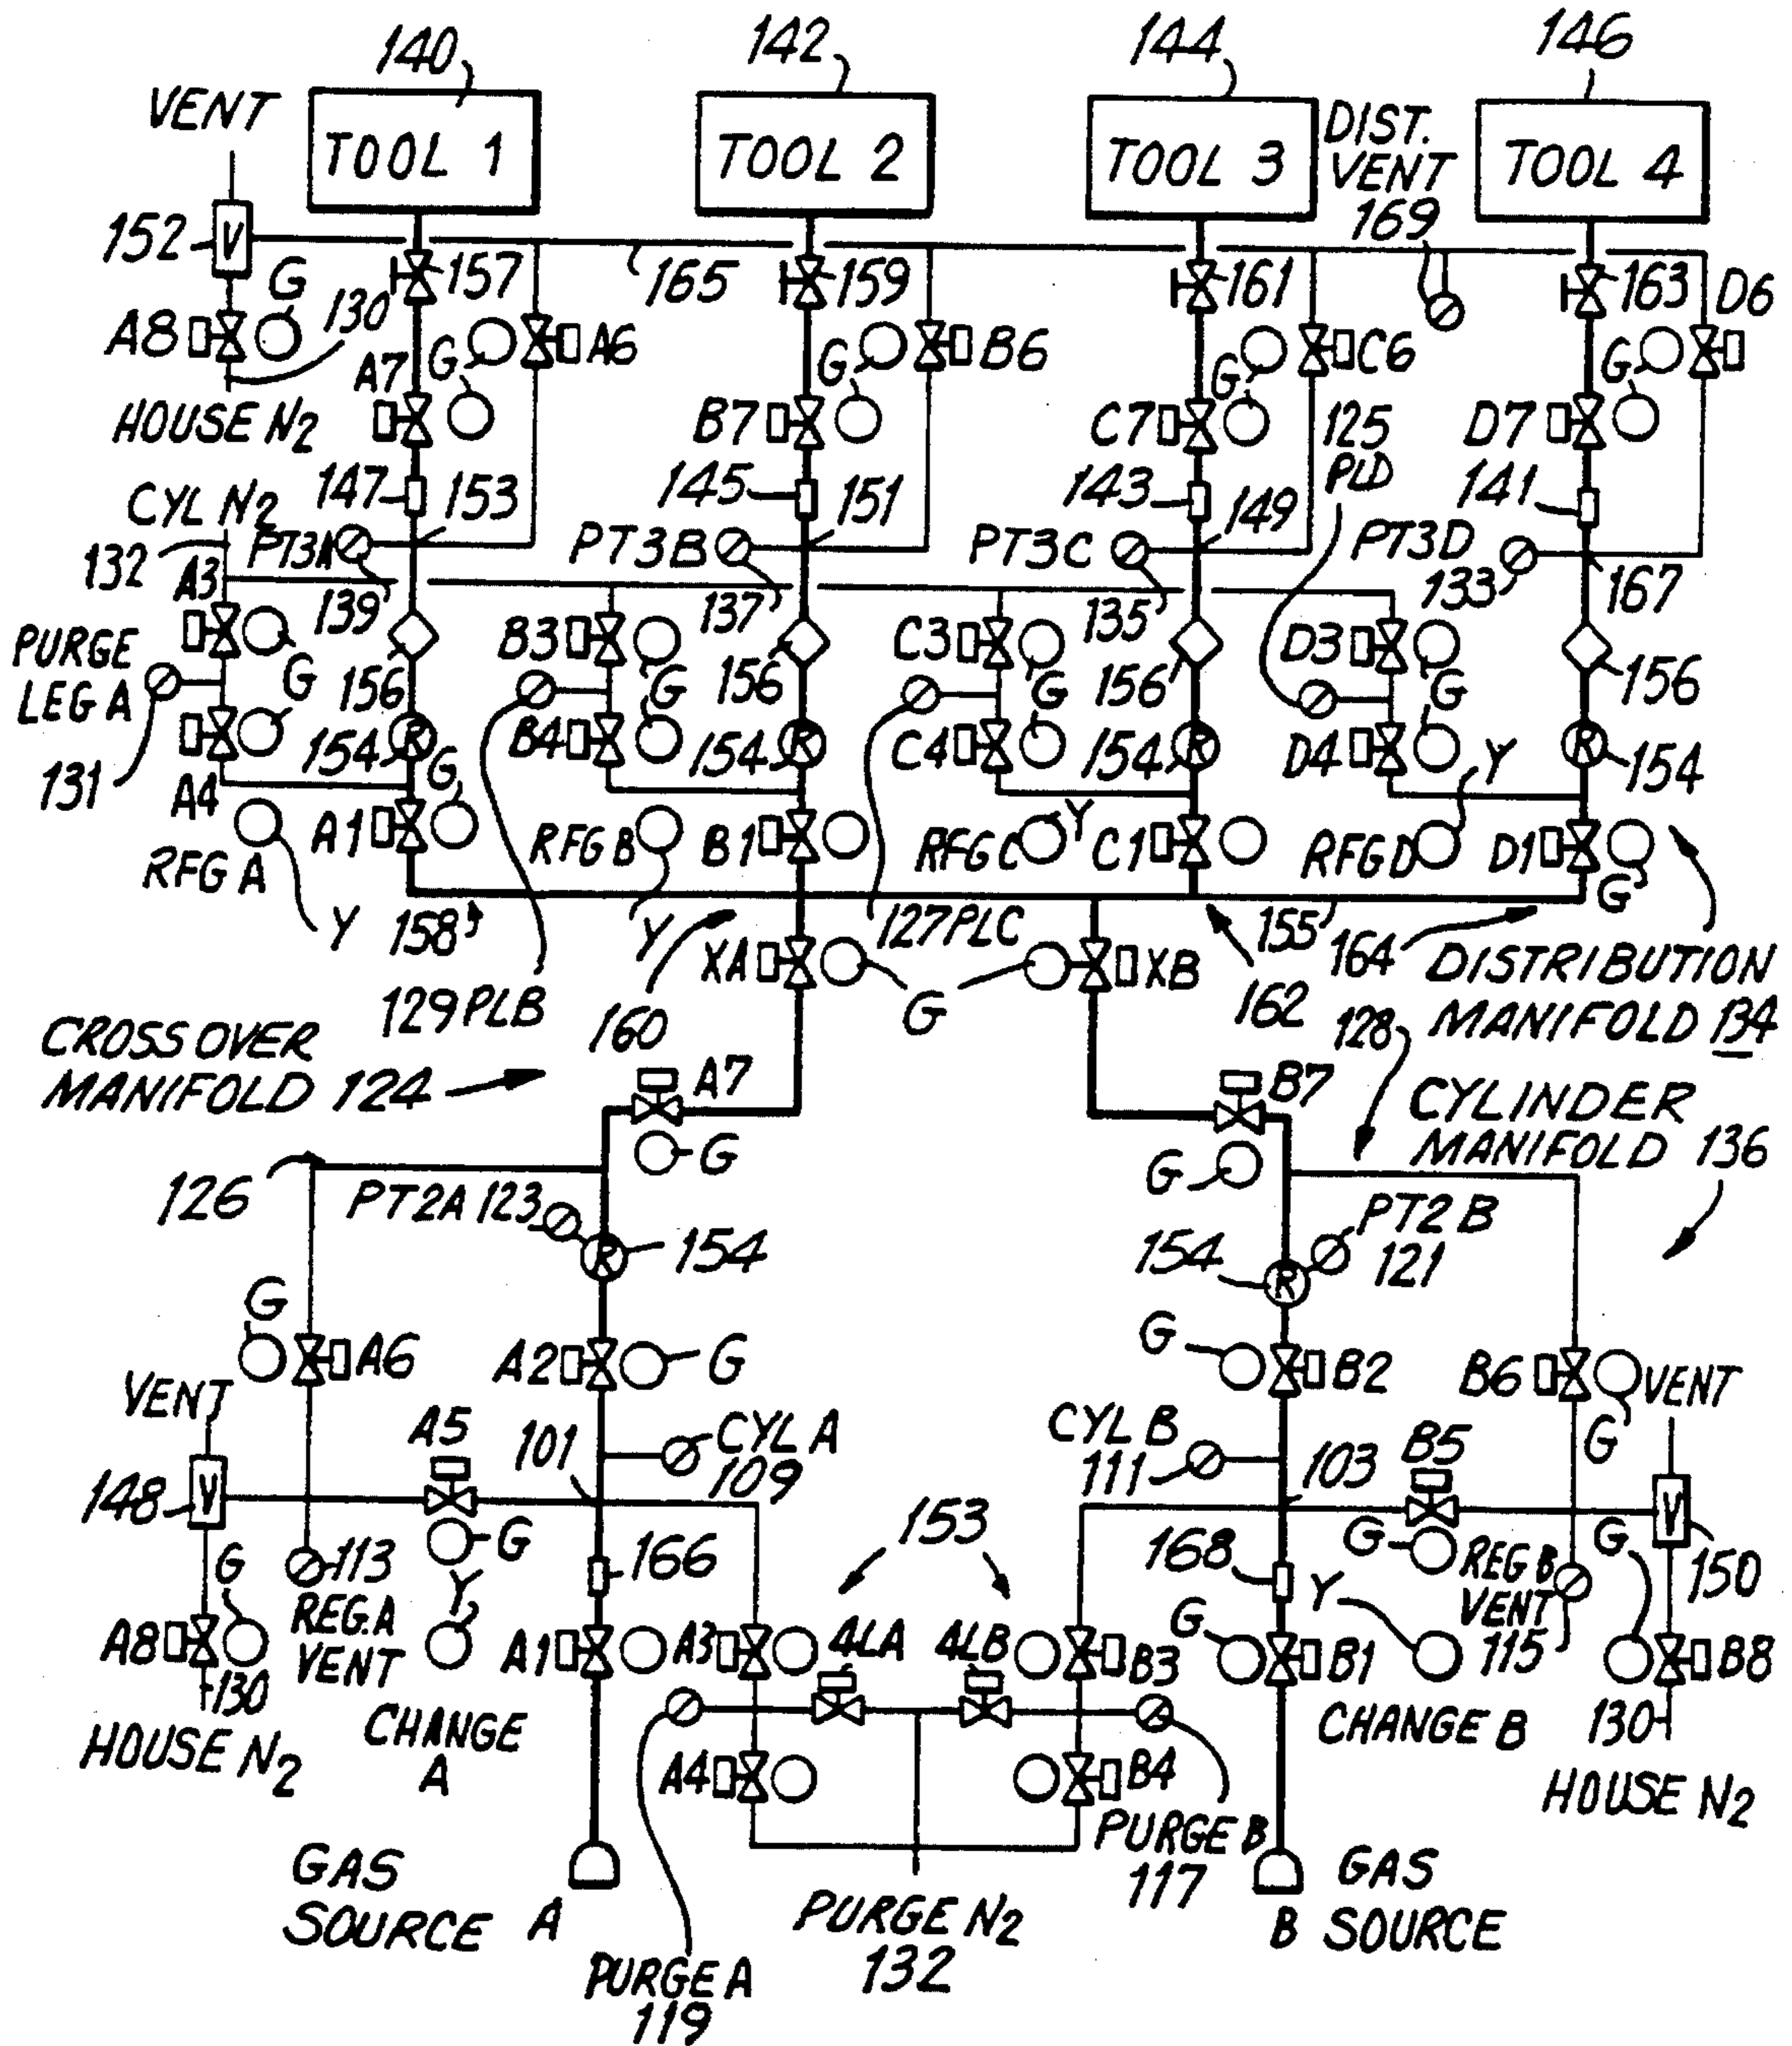 140
142
144
146
VENT
TOOL 1
TOOL 2
TOOL 3
DIST.
VENT
169
TOOL 4
152
V
157
165
159
161
163
D6
G
130
A8
A7
G
A6
G
B6
G
C6
G
HOUSE N2
B7
C7
125
PLD
D7
147
153
145
151
143
149
141
CYL N2
132
PT3A
PT3B
PT3C
PT3D
133
A3
139
137
135
167
PURGE
LEG A
G
G
B3
G
C3
G
D3
G
156
156
156
156
131
A4
154
R
G
B4
154
R
C4
154
R
D4
Y
R
154
RFG A
A1
RFG B
B1
RFG C
Y
C1
RFG D
D1
G
Y
158
Y
127 PLC
155
164
DISTRIBUTION
MANIFOLD 134
129 PLB
160
XA
G
XB
162
128
CROSS OVER
MANIFOLD 124
A7
G
B7
G
CYLINDER
MANIFOLD 136
126
PT2A 123
R
154
PT2B
121
154
R
G
A6
A2
G
G
B2
B6
G
VENT
VENT
A5
101
CYL A
109
CYL B
111
103
B5
148
V
G
153
G
V
150
G
113
REG.A
VENT
Y
166
168
Y
REG B
VENT
115
G
A8
130
A1
A3
4LA
4LB
B3
G
B1
B8
HOUSE N2
CHANGE
A
CHANGE B
130
A4
B4
HOUSE N2
GAS
SOURCE A
PURGE B
117
GAS
B SOURCE
PURGE N2
132
PURGE A
119